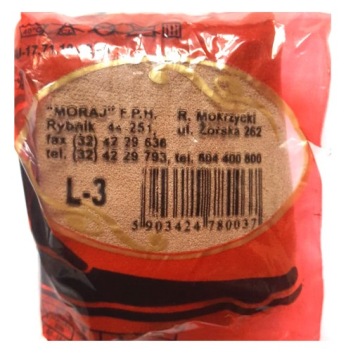 "MORAJ" F.P.H. R. Mokrzycki
Rybnik 44 251, ul. Żorska 262
fax (32) 42 29 636
tel. (32) 42 29 793, tel. 604 400 800
L-3
5 903424 780037